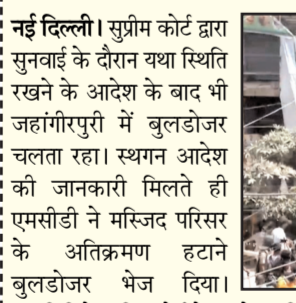 नई दिल्ली। सुप्रीम कोर्ट द्वारा
सुनवाई के दौरान यथा स्थिति
रखने के आदेश के बाद भी
जहांगीरपुरी में बुलडोजर
चलता रहा। स्थगन आदेश
की जानकारी मिलते ही
एमसीडी ने मस्जिद परिसर
के अतिक्रमण हटाने
बुलडोजर भेज दिया।